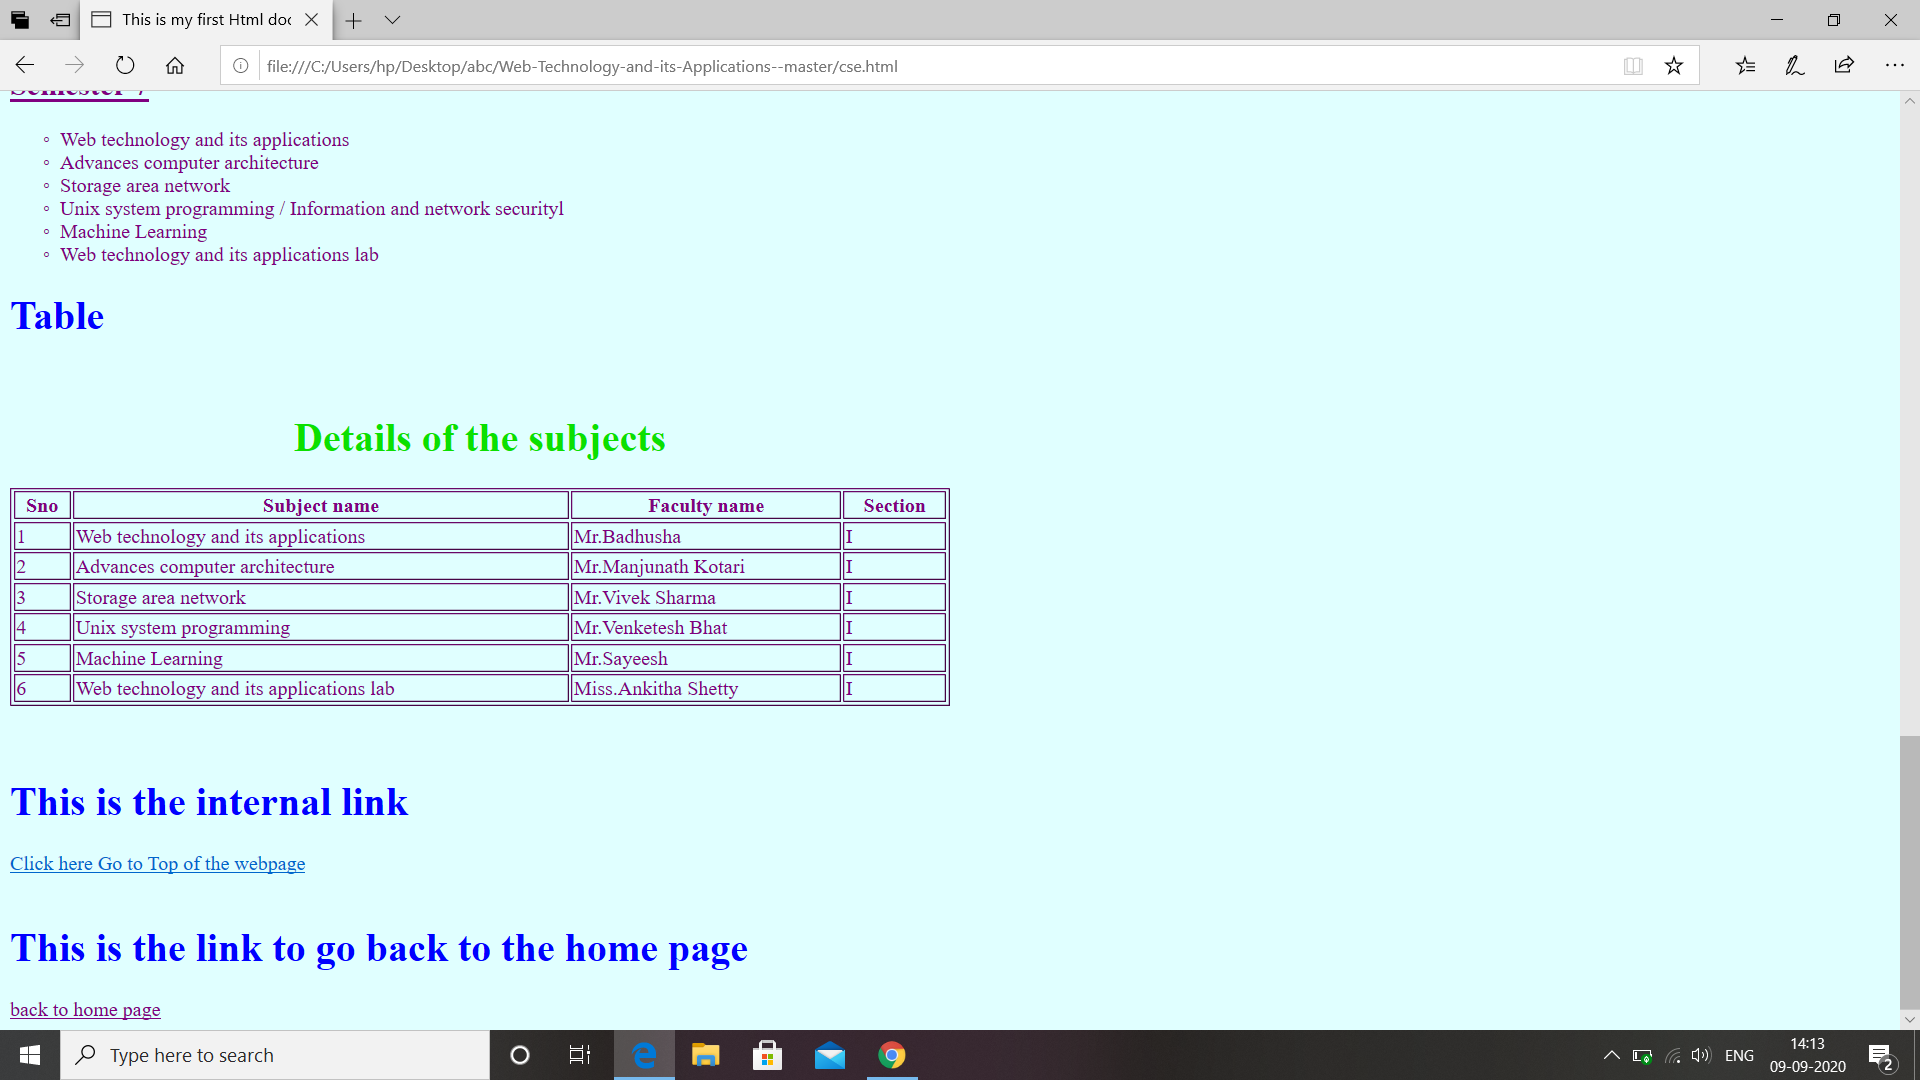 This is my first Html doc
file:///C:/Users/hp/Desktop/abc/Web-Technology-and-its-Applications--master/cse.html
Semester 7
Web technology and its applications
Advances computer architecture
Storage area network
Unix system programming / Information and network securityl
Machine Learning
Web technology and its applications lab
Table
Details of the subjects
Sno Subject name Faculty name Section
1 Web technology and its applications Mr.Badhusha I
2 Advances computer architecture Mr.Manjunath Kotari I
3 Storage area network Mr.Vivek Sharma I
4 Unix system programming Mr.Venketesh Bhat I
5 Machine Learning Mr.Sayeesh I
6 Web technology and its applications lab Miss.Ankitha Shetty I
This is the internal link
Click here Go to Top of the webpage
This is the link to go back to the home page
back to home page
Type here to search
ENG
14:13
09-09-2020
2